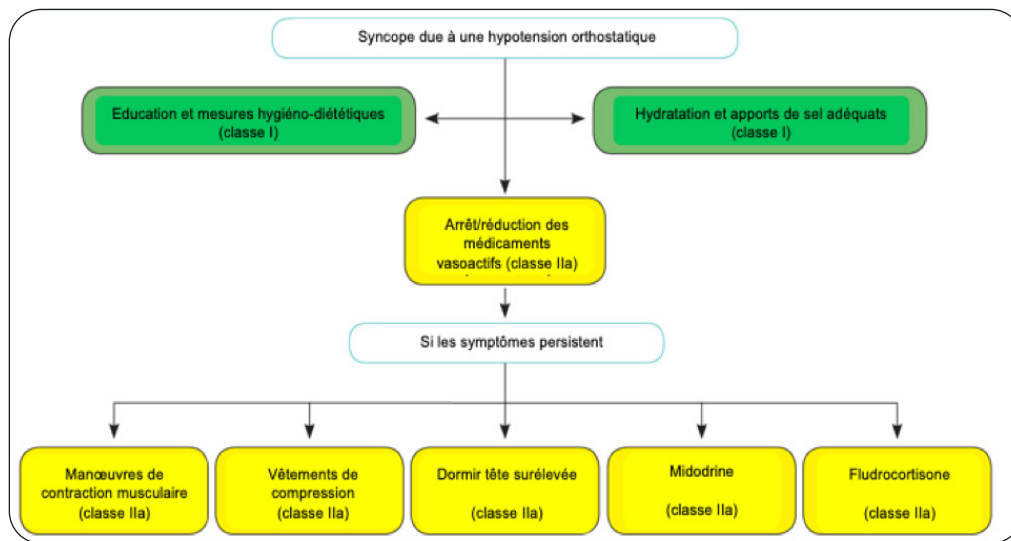 Syncope due à une hypotension orthostatique
Education et mesures hygiéno-diététiques
(classe I)
Hydratation et apports de sel adéquats
(classe I)
Arrêt/réduction des
médicaments
vasoactifs (classe IIa)
Si les symptômes persistent
Manœuvres de
contraction musculaire
(classe IIa)
Vêtements de
compression
(classe IIa)
Dormir tête surélevée
(classe IIa)
Midodrine
(classe IIa)
Fludrocortisone
(classe IIa)